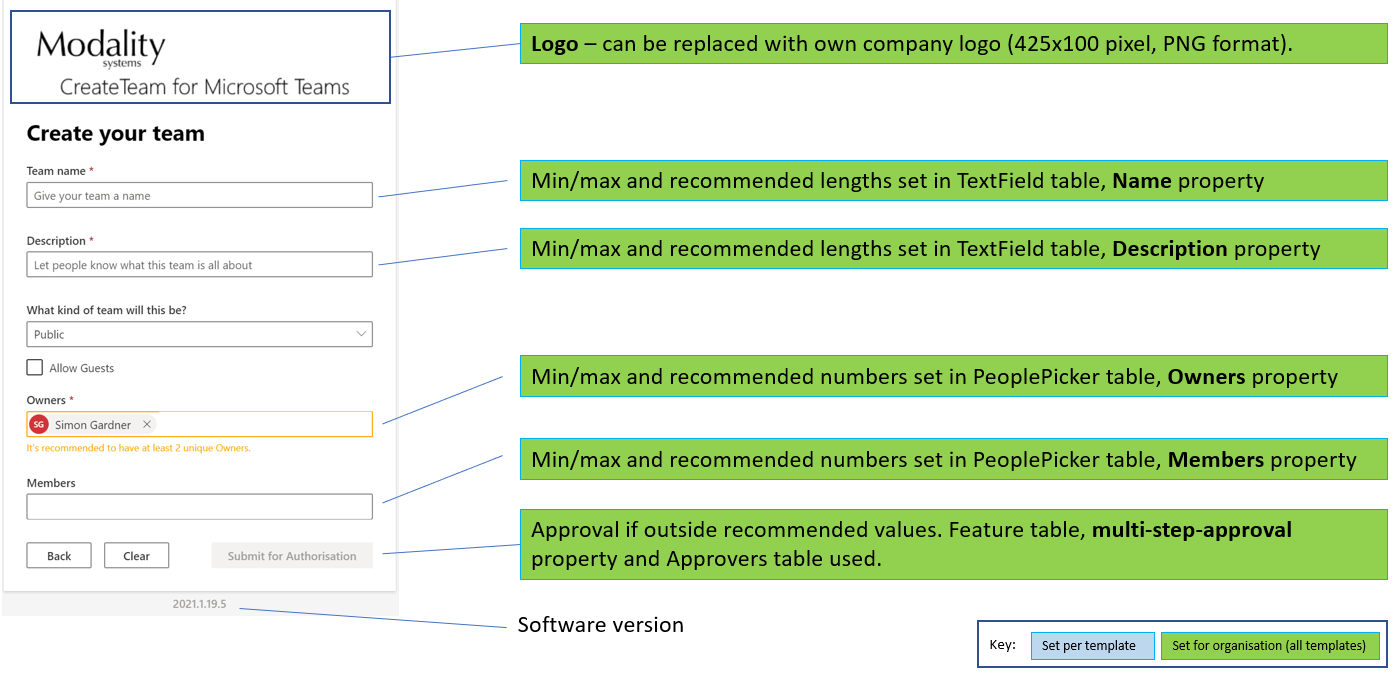 Modality
systems
CreateTeam for Microsoft Teams
Logo – can be replaced with own company logo (425x100 pixel, PNG format).
Create your team
Team name *
Give your team a name
Min/max and recommended lengths set in TextField table, Name property
Description *
Let people know what this team is all about
Min/max and recommended lengths set in TextField table, Description property
What kind of team will this be?
Public
Allow Guests
Owners *
SG Simon Gardner
It's recommended to have at least 2 unique Owners.
Min/max and recommended numbers set in PeoplePicker table, Owners property
Members
Min/max and recommended numbers set in PeoplePicker table, Members property
Back Clear Submit for Authorisation
Approval if outside recommended values. Feature table, multi-step-approval
property and Approvers table used.
2021.1.19.5
Software version
Key: Set per template Set for organisation (all templates)